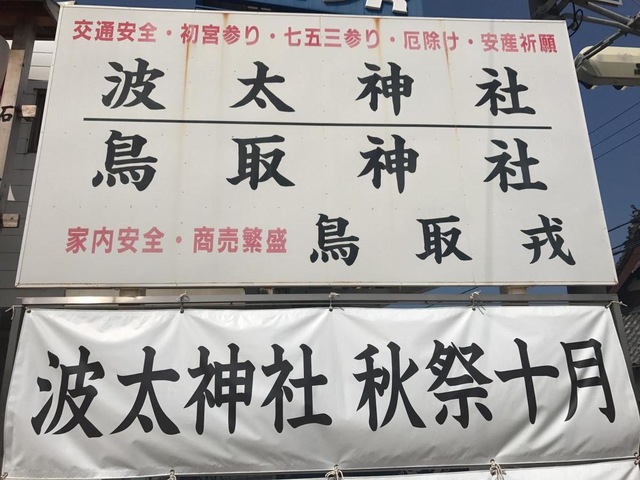 交通安全・初宮参り・七五三参り・厄除け・安産祈願
波太神社
鳥取神社
家内安全・商売繁盛 鳥取戎
波太神社 秋祭十月
石